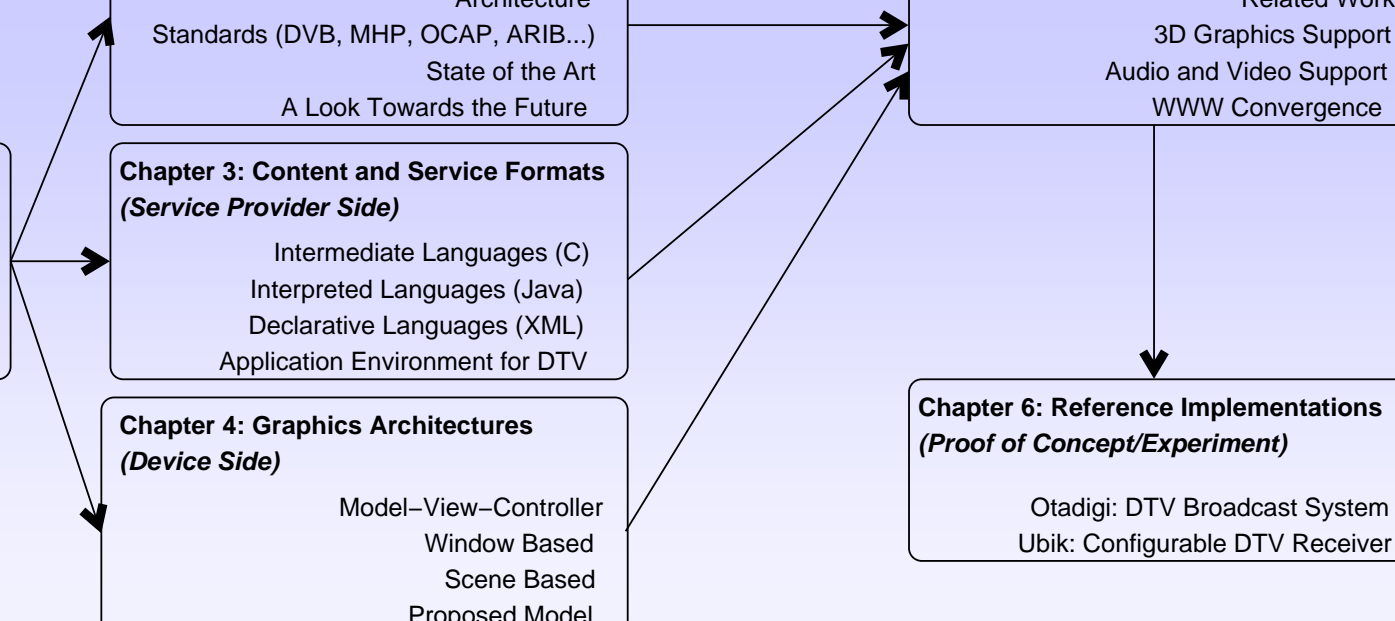 Architecture
Standards (DVB, MHP, OCAP, ARIB...)
State of the Art
A Look Towards the Future
Chapter 3: Content and Service Formats
(Service Provider Side)
Intermediate Languages (C)
Interpreted Languages (Java)
Declarative Languages (XML)
Application Environment for DTV
Chapter 4: Graphics Architectures
(Device Side)
Model−View−Controller
Window Based
Scene Based
Proposed Model
Related Work
3D Graphics Support
Audio and Video Support
WWW Convergence
Chapter 6: Reference Implementations
(Proof of Concept/Experiment)
Otadigi: DTV Broadcast System
Ubik: Configurable DTV Receiver